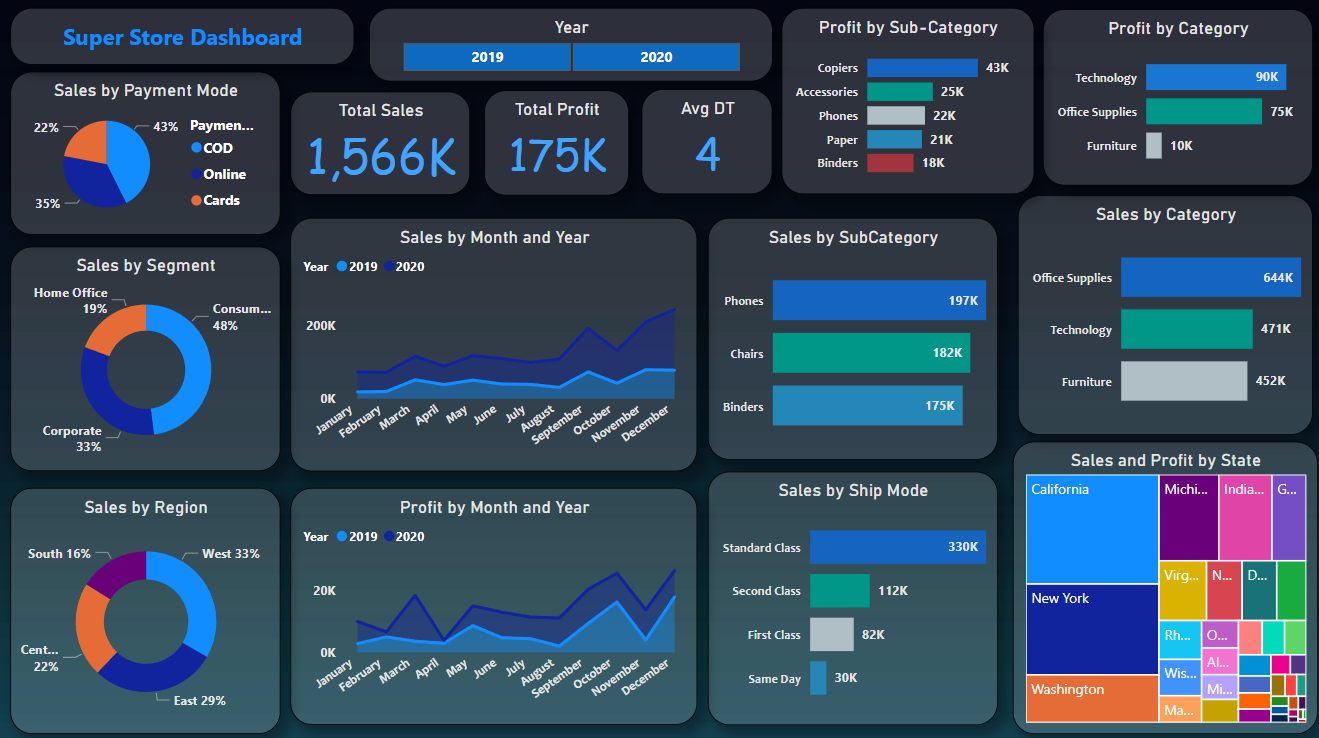 Super Store Dashboard
Year
2019
2020
Profit by Sub-Category
Copiers 43K
Accessories 25K
Phones 22K
Paper 21K
Binders 18K
Profit by Category
Technology 90K
Office Supplies 75K
Furniture 10K
Sales by Payment Mode
22%
43%
35%
Paymen...
COD
Online
Cards
Total Sales
1,566K
Total Profit
175K
Avg DT
4
Sales by Segment
Home Office
19%
Consum...
48%
Corporate
33%
Sales by Month and Year
Year 2019 2020
200K
0K
January
February
March
April
May
June
July
August
September
October
November
December
Sales by SubCategory
Phones 197K
Chairs 182K
Binders 175K
Sales by Category
Office Supplies 644K
Technology 471K
Furniture 452K
Sales by Region
South 16%
West 33%
Cent...
22%
East 29%
Profit by Month and Year
Year 2019 2020
20K
0K
January
February
March
April
May
June
July
August
September
October
November
December
Sales by Ship Mode
Standard Class 330K
Second Class 112K
First Class 82K
Same Day 30K
Sales and Profit by State
California
Michi...
India...
G...
New York
Virg...
N...
D...
Rh...
O...
Wis...
Al...
Mi...
Washington
Ma...